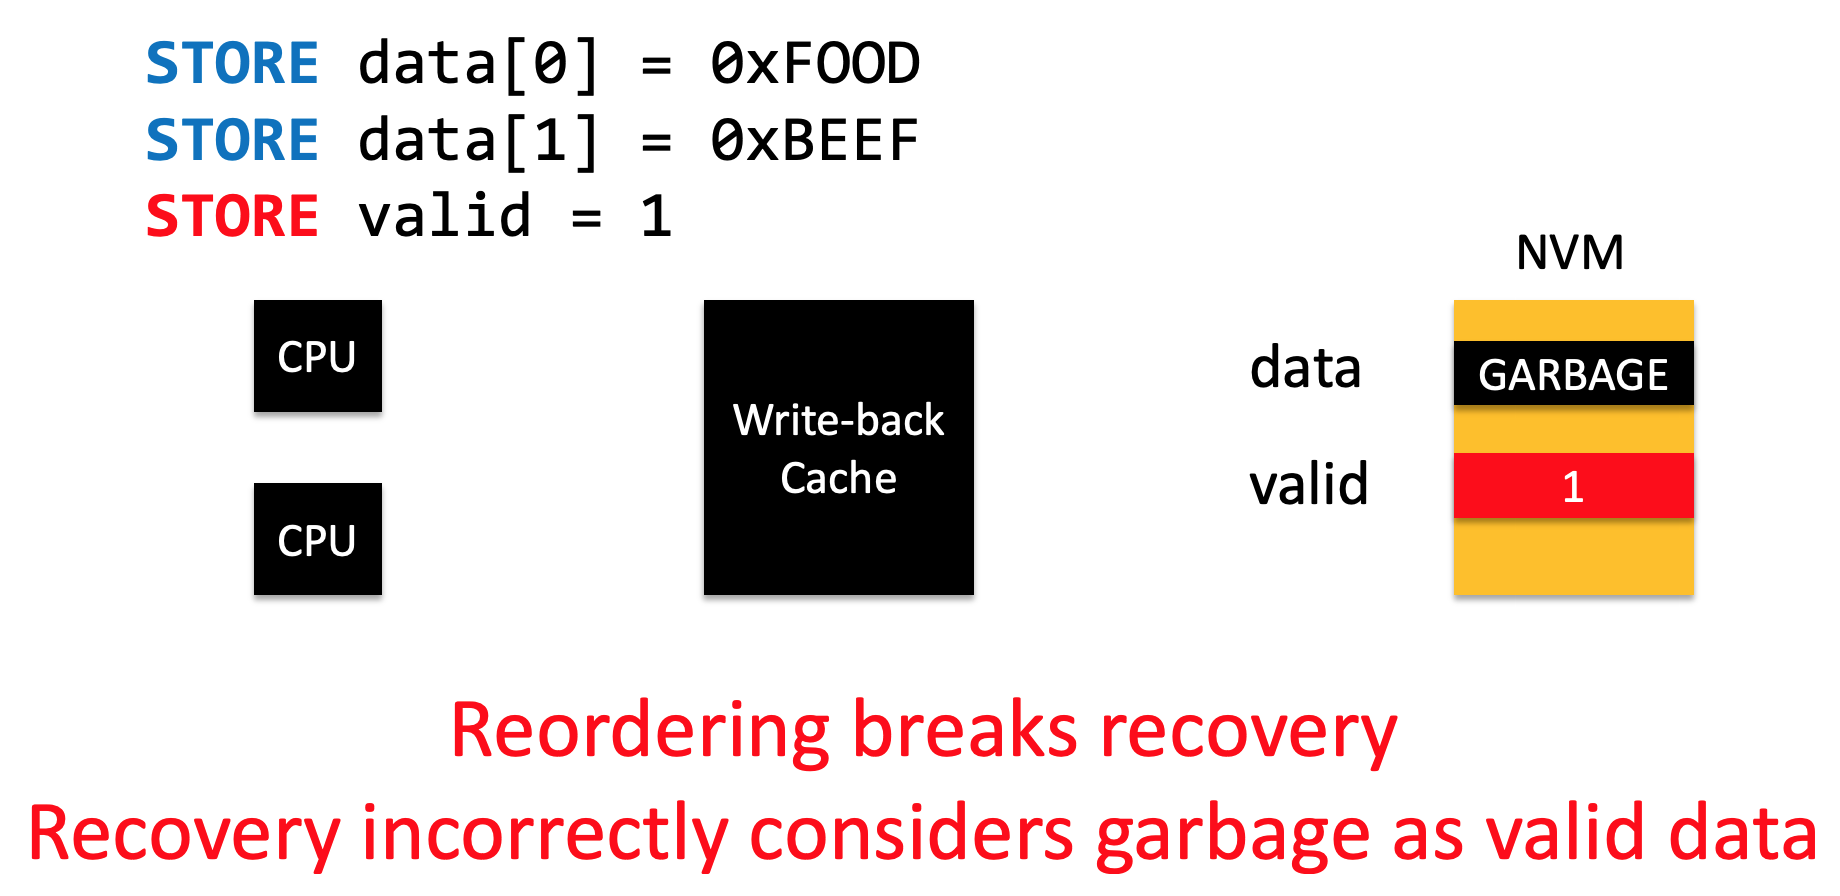 STORE data[0] = 0xFOOD
STORE data[1] = 0xBEEF
STORE valid = 1
NVM
CPU
data
GARBAGE
Write-back
Cache
valid
1
CPU
Reordering breaks recovery
Recovery incorrectly considers garbage as valid data